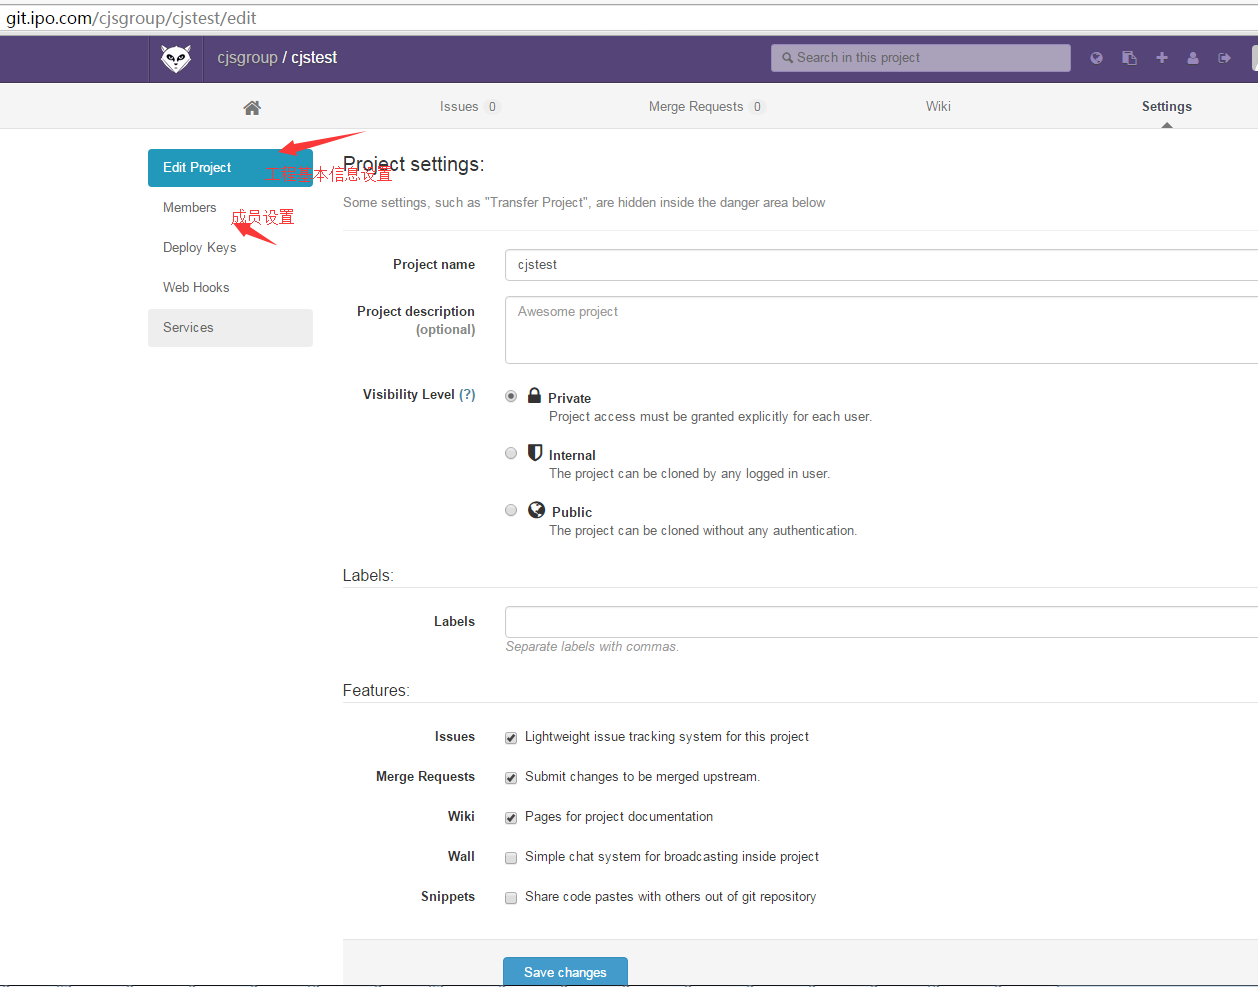 git.ipo.com/cjsgroup/cjstest/edit
cjsgroup / cjstest
Search in this project
Issues 0
Merge Requests 0
Wiki
Settings
Edit Project
工程基本信息设置
Members
成员设置
Deploy Keys
Web Hooks
Services
Project settings:
Some settings, such as "Transfer Project", are hidden inside the danger area below
Project name
cjstest
Project description
(optional)
Awesome project
Visibility Level (?)
Private
Project access must be granted explicitly for each user.
Internal
The project can be cloned by any logged in user.
Public
The project can be cloned without any authentication.
Labels:
Labels
Separate labels with commas.
Features:
Issues
Lightweight issue tracking system for this project
Merge Requests
Submit changes to be merged upstream.
Wiki
Pages for project documentation
Wall
Simple chat system for broadcasting inside project
Snippets
Share code pastes with others out of git repository
Save changes